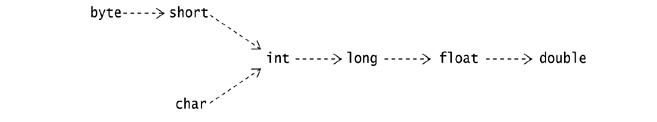 byte short
int long float double
char